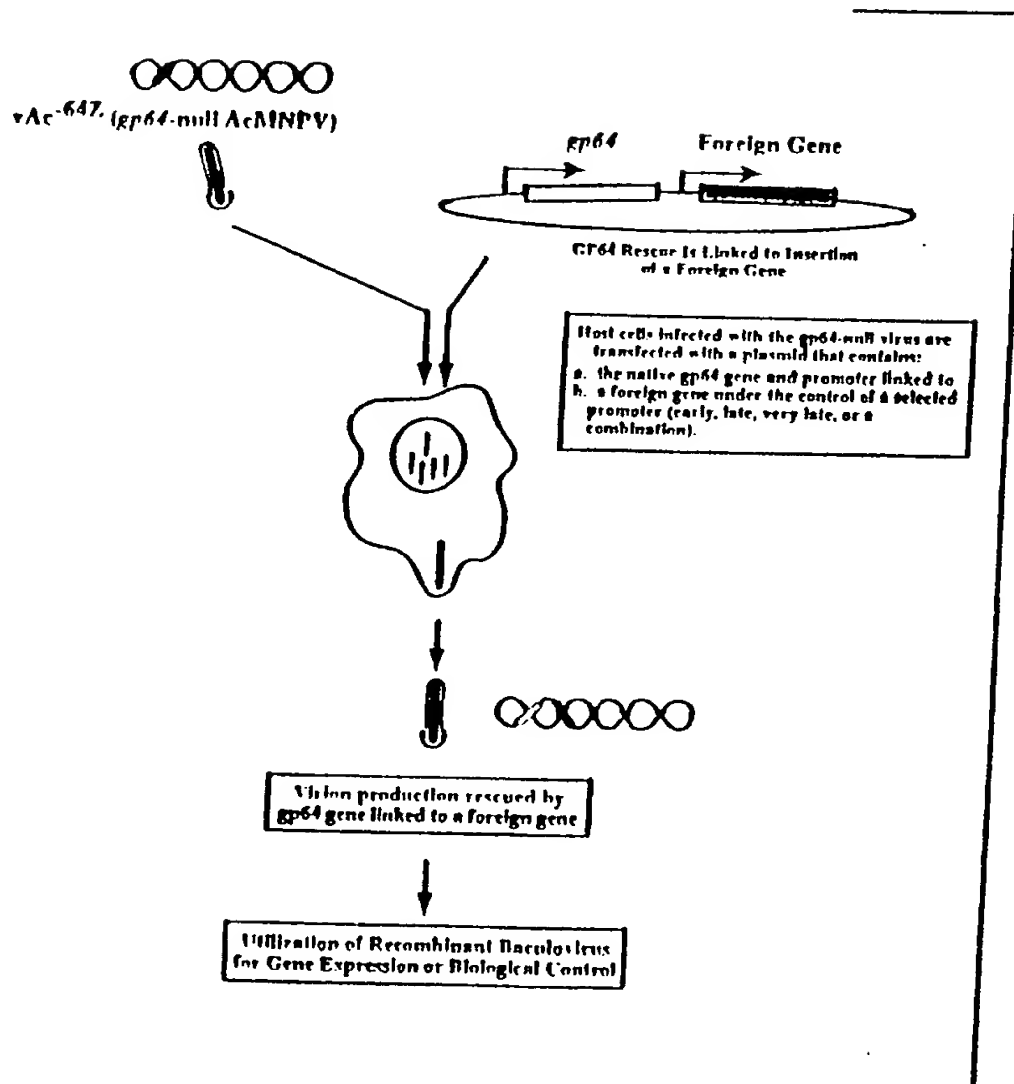 vAc-64Z. (gp64-null AcMNPV)
gp64 Foreign Gene
GP64 Rescue Is Linked to Insertion
of a Foreign Gene
Host cells infected with the gp64-null virus are
transfected with a plasmid that contains:
a. the native gp64 gene and promoter linked to
b. a foreign gene under the control of a selected
promoter (early, late, very late, or a
combination).
Virion production rescued by
gp64 gene linked to a foreign gene
Utilization of Recombinant Baculovirus
for Gene Expression or Biological Control